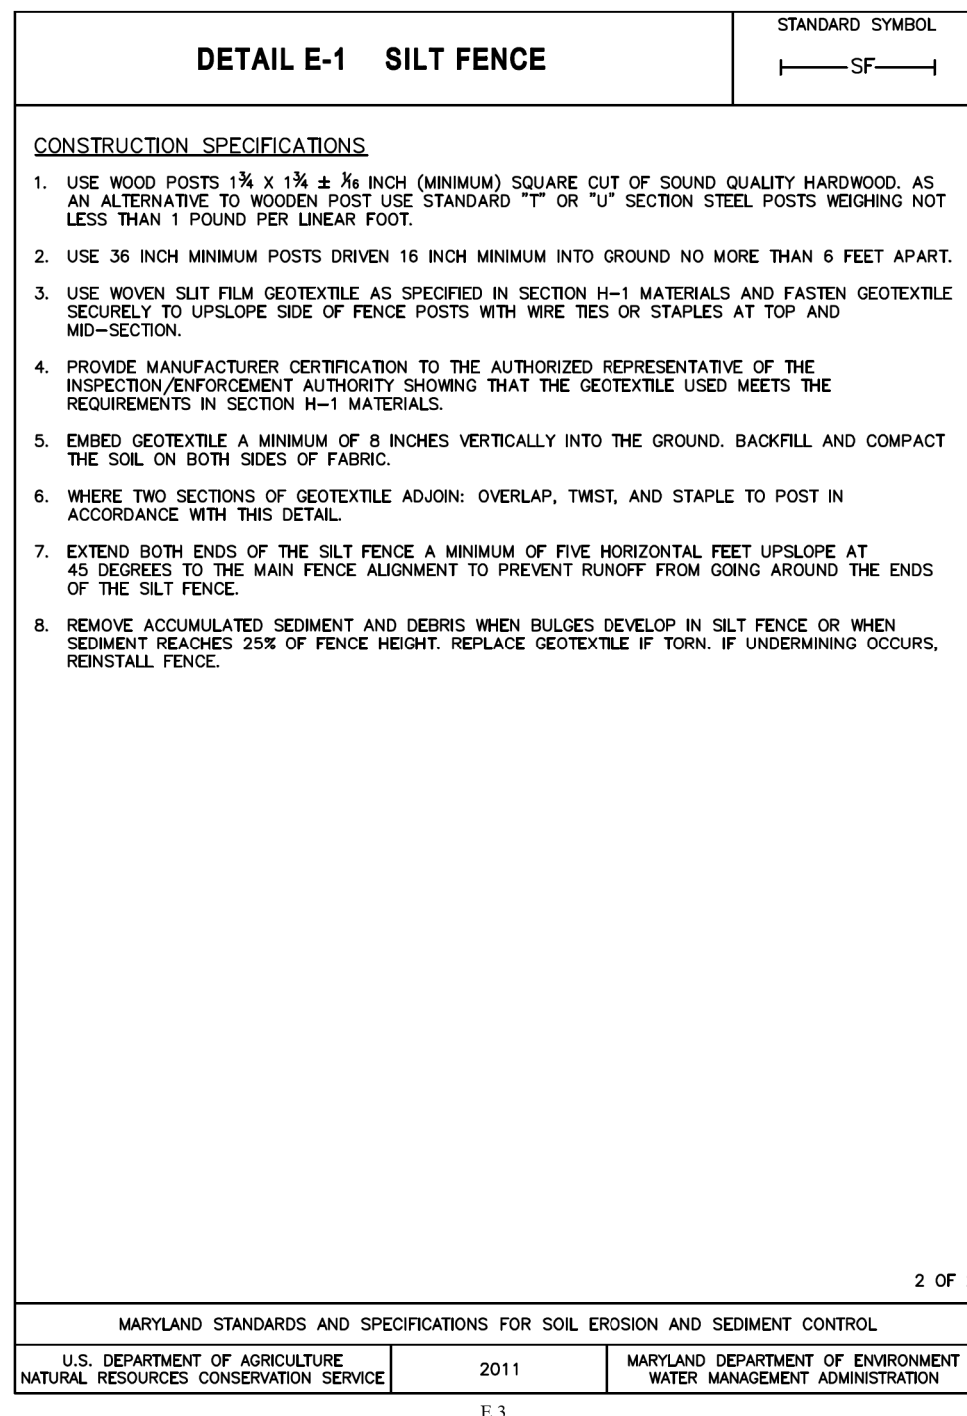 DETAIL E-1 SILT FENCE
STANDARD SYMBOL
SF
CONSTRUCTION SPECIFICATIONS
1. USE WOOD POSTS 1¾ X 1¾ ± 1⁄16 INCH (MINIMUM) SQUARE CUT OF SOUND QUALITY HARDWOOD. AS
AN ALTERNATIVE TO WOODEN POST USE STANDARD "T" OR "U" SECTION STEEL POSTS WEIGHING NOT
LESS THAN 1 POUND PER LINEAR FOOT.
2. USE 36 INCH MINIMUM POSTS DRIVEN 16 INCH MINIMUM INTO GROUND NO MORE THAN 6 FEET APART.
3. USE WOVEN SLIT FILM GEOTEXTILE AS SPECIFIED IN SECTION H-1 MATERIALS AND FASTEN GEOTEXTILE
SECURELY TO UPSLOPE SIDE OF FENCE POSTS WITH WIRE TIES OR STAPLES AT TOP AND
MID-SECTION.
4. PROVIDE MANUFACTURER CERTIFICATION TO THE AUTHORIZED REPRESENTATIVE OF THE
INSPECTION/ENFORCEMENT AUTHORITY SHOWING THAT THE GEOTEXTILE USED MEETS THE
REQUIREMENTS IN SECTION H-1 MATERIALS.
5. EMBED GEOTEXTILE A MINIMUM OF 8 INCHES VERTICALLY INTO THE GROUND. BACKFILL AND COMPACT
THE SOIL ON BOTH SIDES OF FABRIC.
6. WHERE TWO SECTIONS OF GEOTEXTILE ADJOIN: OVERLAP, TWIST, AND STAPLE TO POST IN
ACCORDANCE WITH THIS DETAIL.
7. EXTEND BOTH ENDS OF THE SILT FENCE A MINIMUM OF FIVE HORIZONTAL FEET UPSLOPE AT
45 DEGREES TO THE MAIN FENCE ALIGNMENT TO PREVENT RUNOFF FROM GOING AROUND THE ENDS
OF THE SILT FENCE.
8. REMOVE ACCUMULATED SEDIMENT AND DEBRIS WHEN BULGES DEVELOP IN SILT FENCE OR WHEN
SEDIMENT REACHES 25% OF FENCE HEIGHT. REPLACE GEOTEXTILE IF TORN. IF UNDERMINING OCCURS,
REINSTALL FENCE.
2 OF
MARYLAND STANDARDS AND SPECIFICATIONS FOR SOIL EROSION AND SEDIMENT CONTROL
U.S. DEPARTMENT OF AGRICULTURE
NATURAL RESOURCES CONSERVATION SERVICE
2011
MARYLAND DEPARTMENT OF ENVIRONMENT
WATER MANAGEMENT ADMINISTRATION
E.3